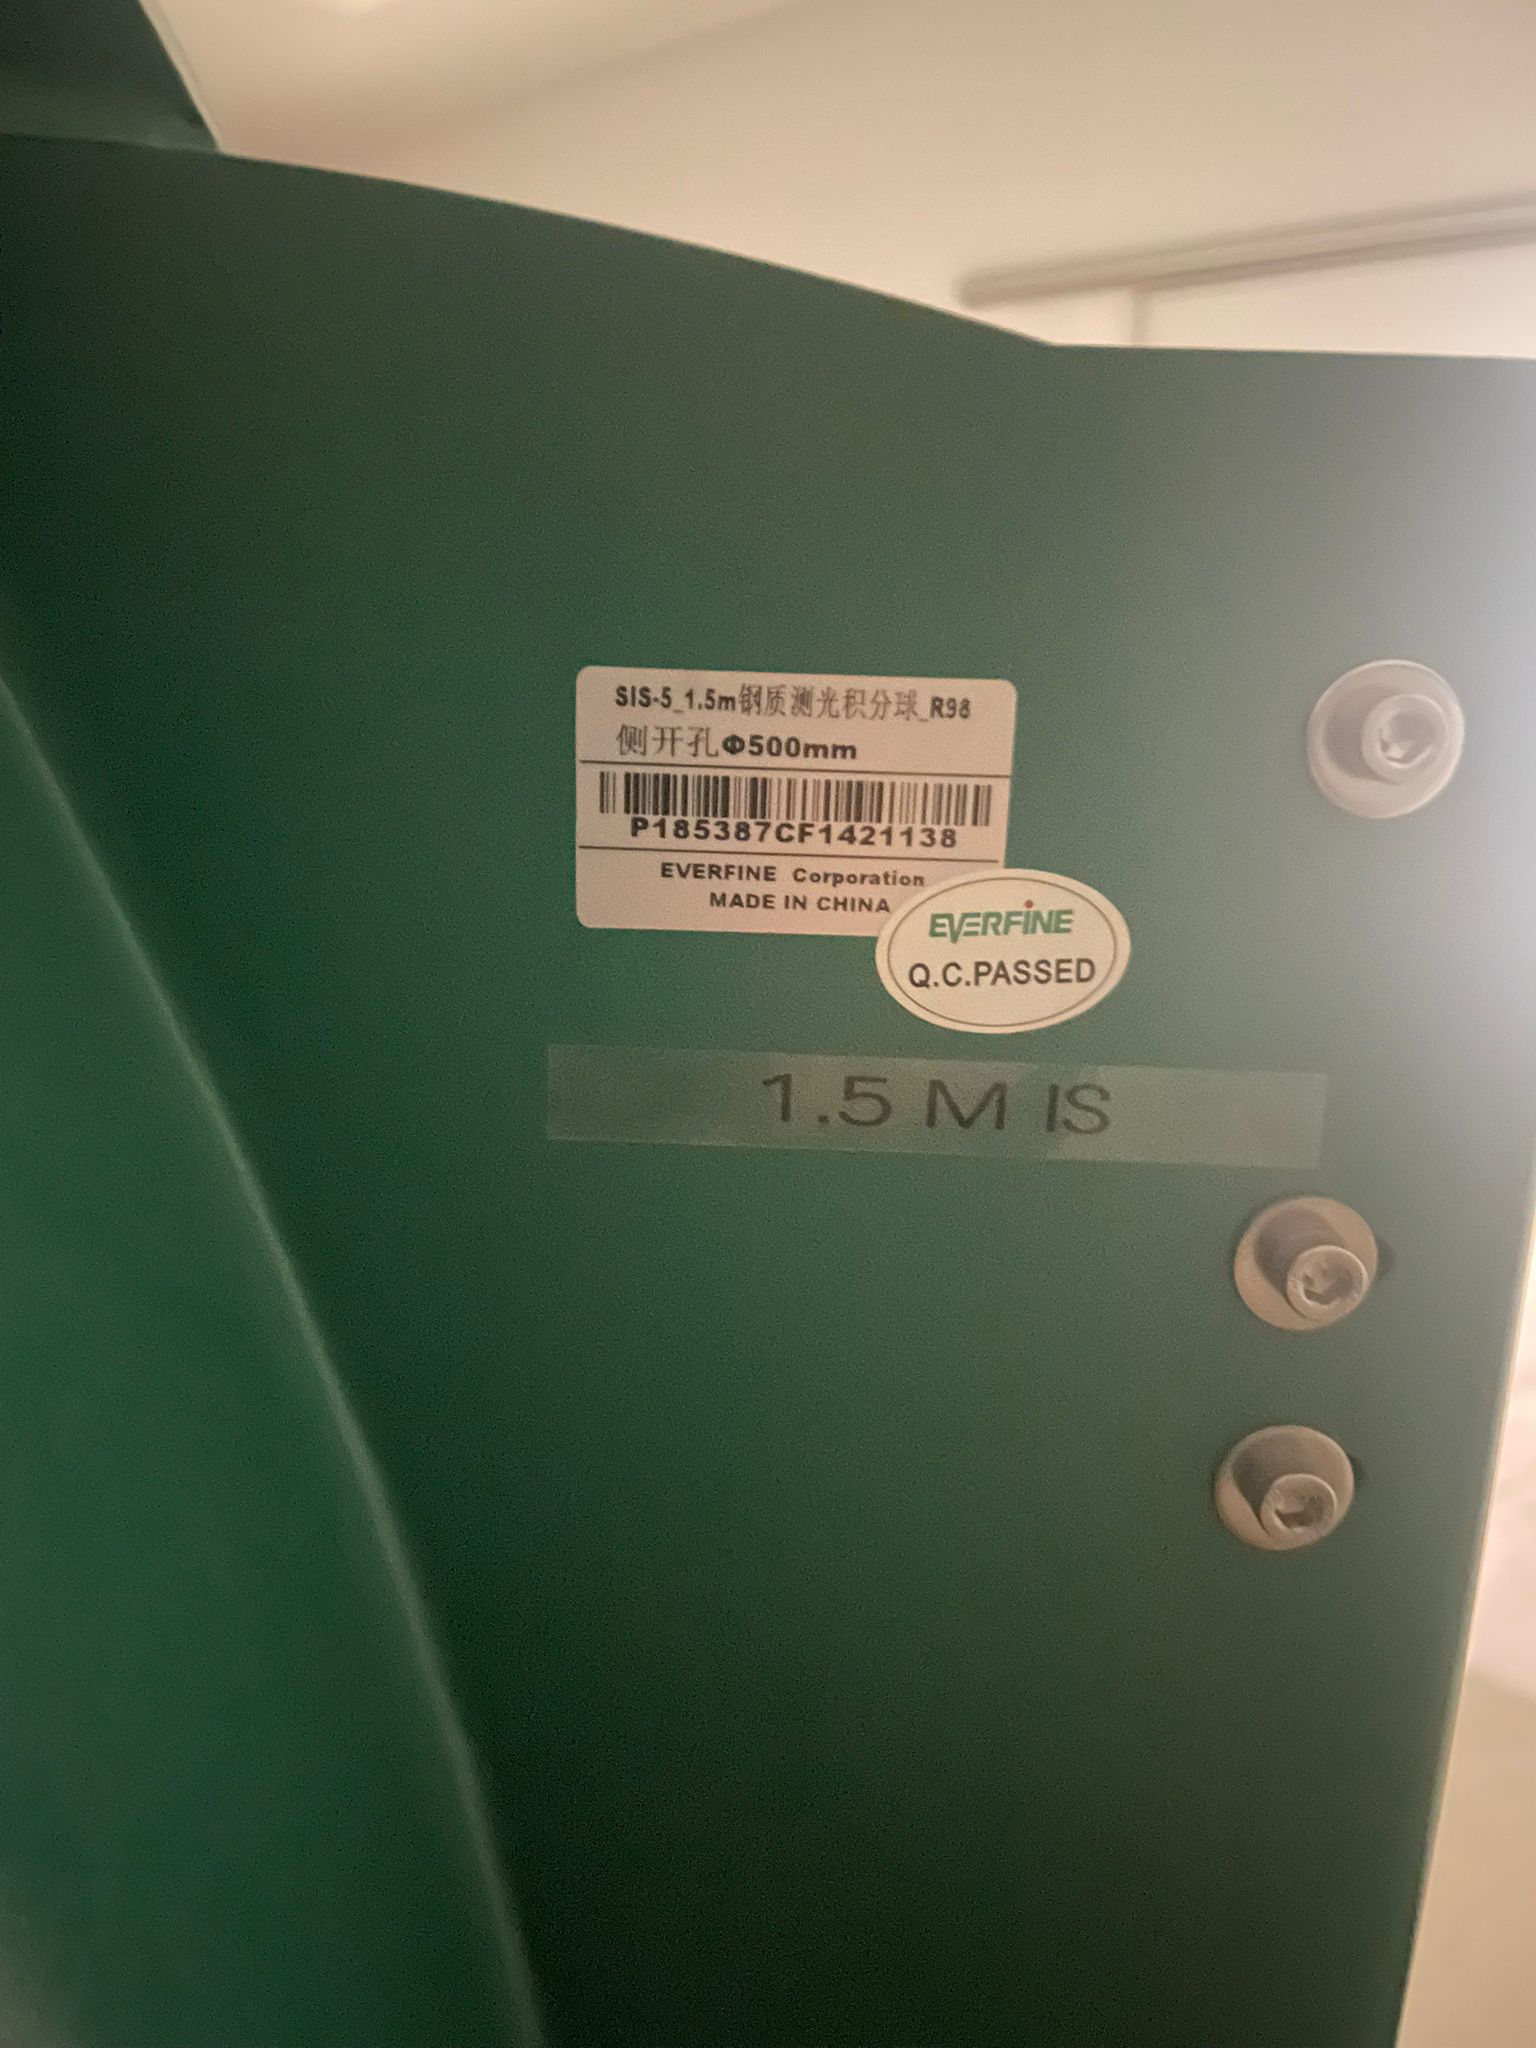 SIS-5_1.5m钢质测光积分球_R98
侧开孔Φ500mm
P185387CF1421138
EVERFINE Corporation
MADE IN CHINA
EVERFINE
Q.C.PASSED
1.5 M IS